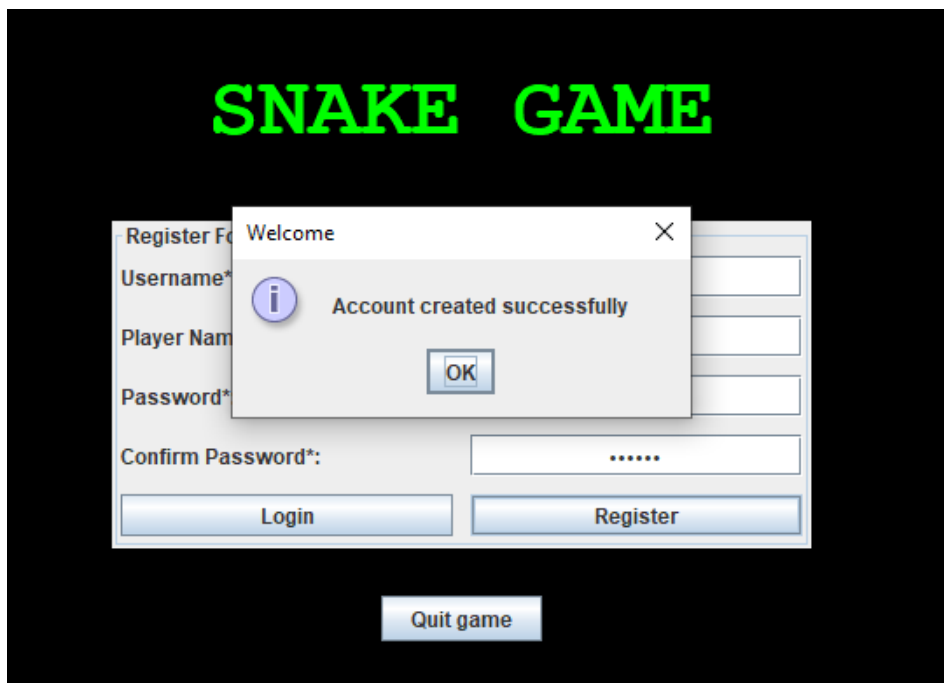 SNAKE GAME
Welcome
Register Fo
Username*
Account created successfully
Player Nam
OK
Password*
Confirm Password*: ••••••
Login Register
Quit game